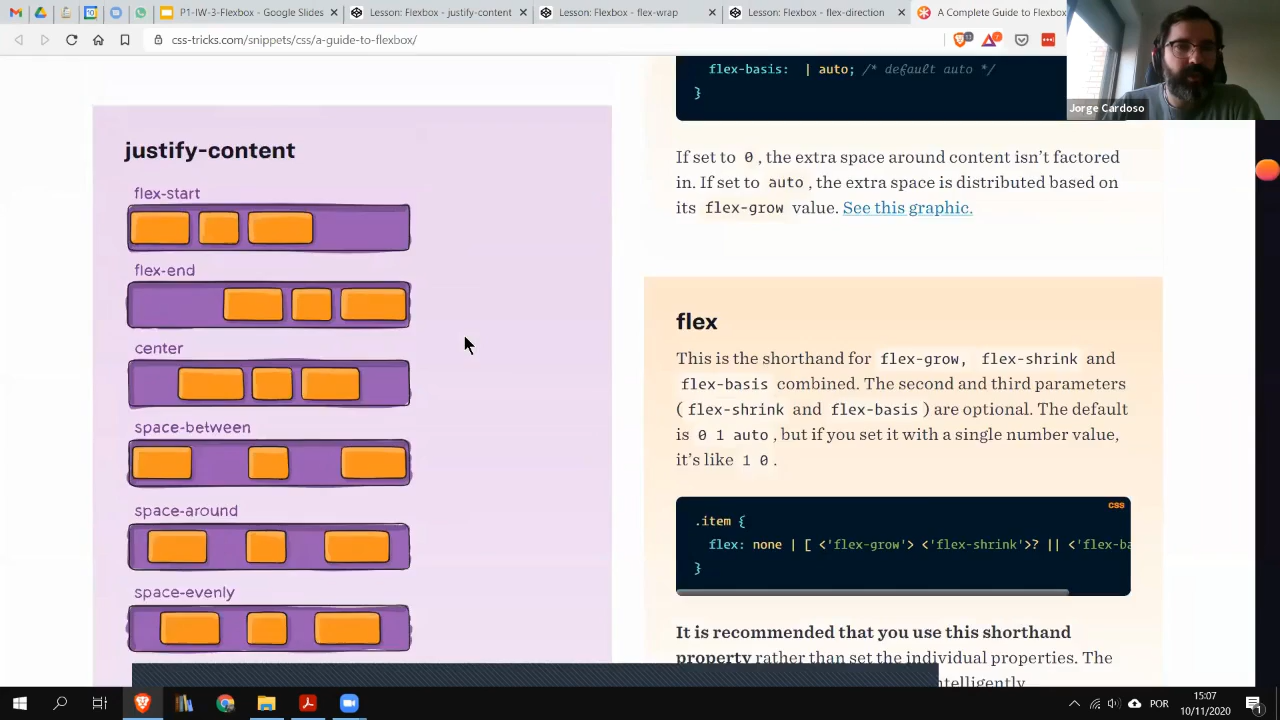 P1-IW-3-Flexbox - Google Slides
Lesson: Flexbox - justify-content
Lesson: Flexbox - flex-wrap
Lesson: Flexbox - flex-direction
A Complete Guide to Flexbox
css-tricks.com/snippets/css/a-guide-to-flexbox/
Jorge Cardoso
justify-content
flex-start
flex-end
center
space-between
space-around
space-evenly
flex-basis:  | auto; /* default auto */
}
If set to 0, the extra space around content isn't factored
in. If set to auto, the extra space is distributed based on
its flex-grow value. See this graphic.
flex
This is the shorthand for flex-grow, flex-shrink and
flex-basis combined. The second and third parameters
(flex-shrink and flex-basis) are optional. The default
is 0 1 auto, but if you set it with a single number value,
it's like 1 0.
CSS
.item {
flex: none | [ <'flex-grow'> <'flex-shrink'>? || <'flex-ba
}
It is recommended that you use this shorthand
property rather than set the individual properties. The
intelligently.
POR
15:07
10/11/2020